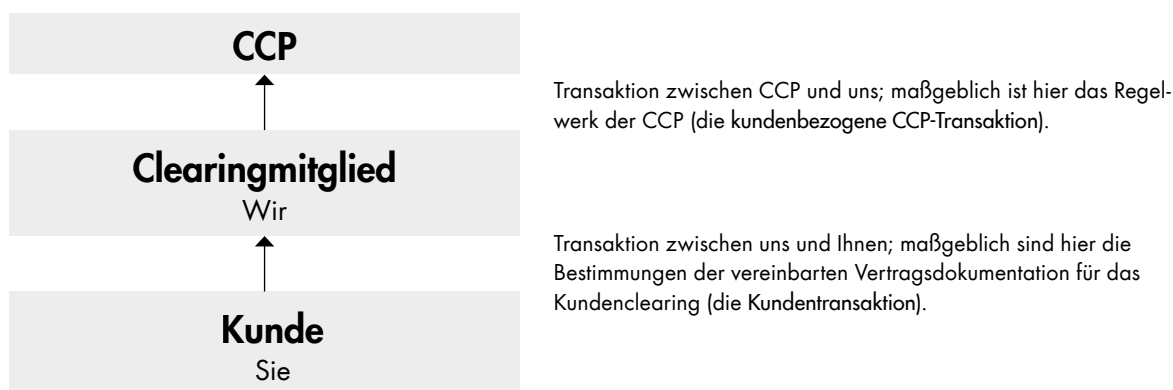 CCP
Transaktion zwischen CCP und uns; maßgeblich ist hier das Regel-
werk der CCP (die kundenbezogene CCP-Transaktion).
Clearingmitglied
Wir
Transaktion zwischen uns und Ihnen; maßgeblich sind hier die
Bestimmungen der vereinbarten Vertragsdokumentation für das
Kundenclearing (die Kundentransaktion).
Kunde
Sie